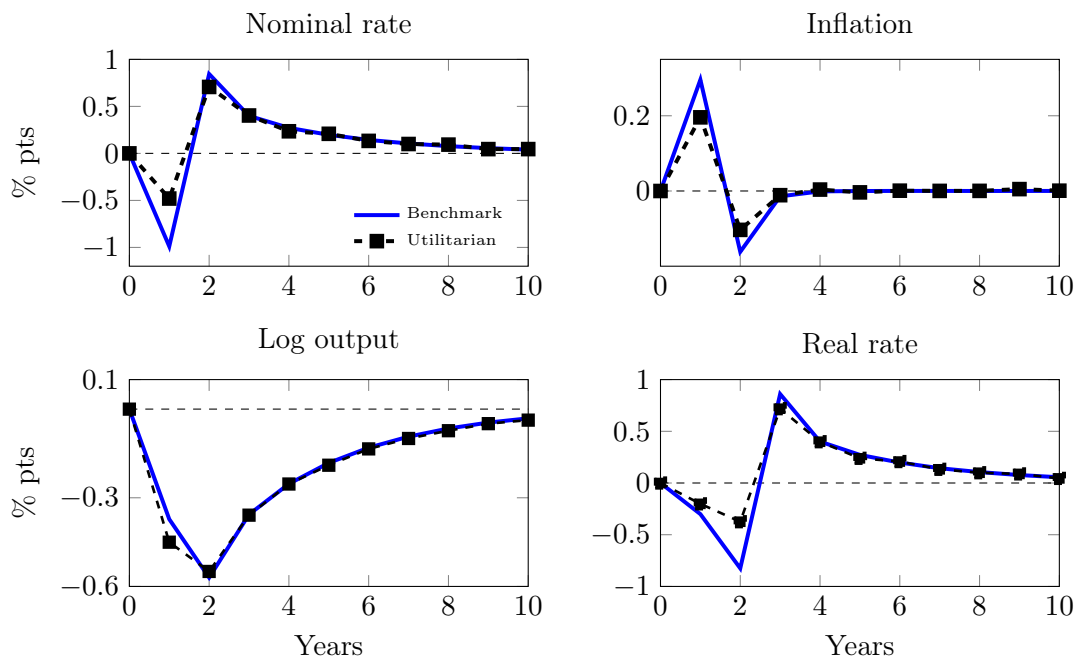 Nominal rate
% pts
1
0.5
0
−0.5
−1
0 2 4 6 8 10
Benchmark
Utilitarian
Inflation
0.2
0
0 2 4 6 8 10
Log output
% pts
0.1
−0.3
−0.6
0 2 4 6 8 10
Years
Real rate
1
0.5
0
−0.5
−1
0 2 4 6 8 10
Years